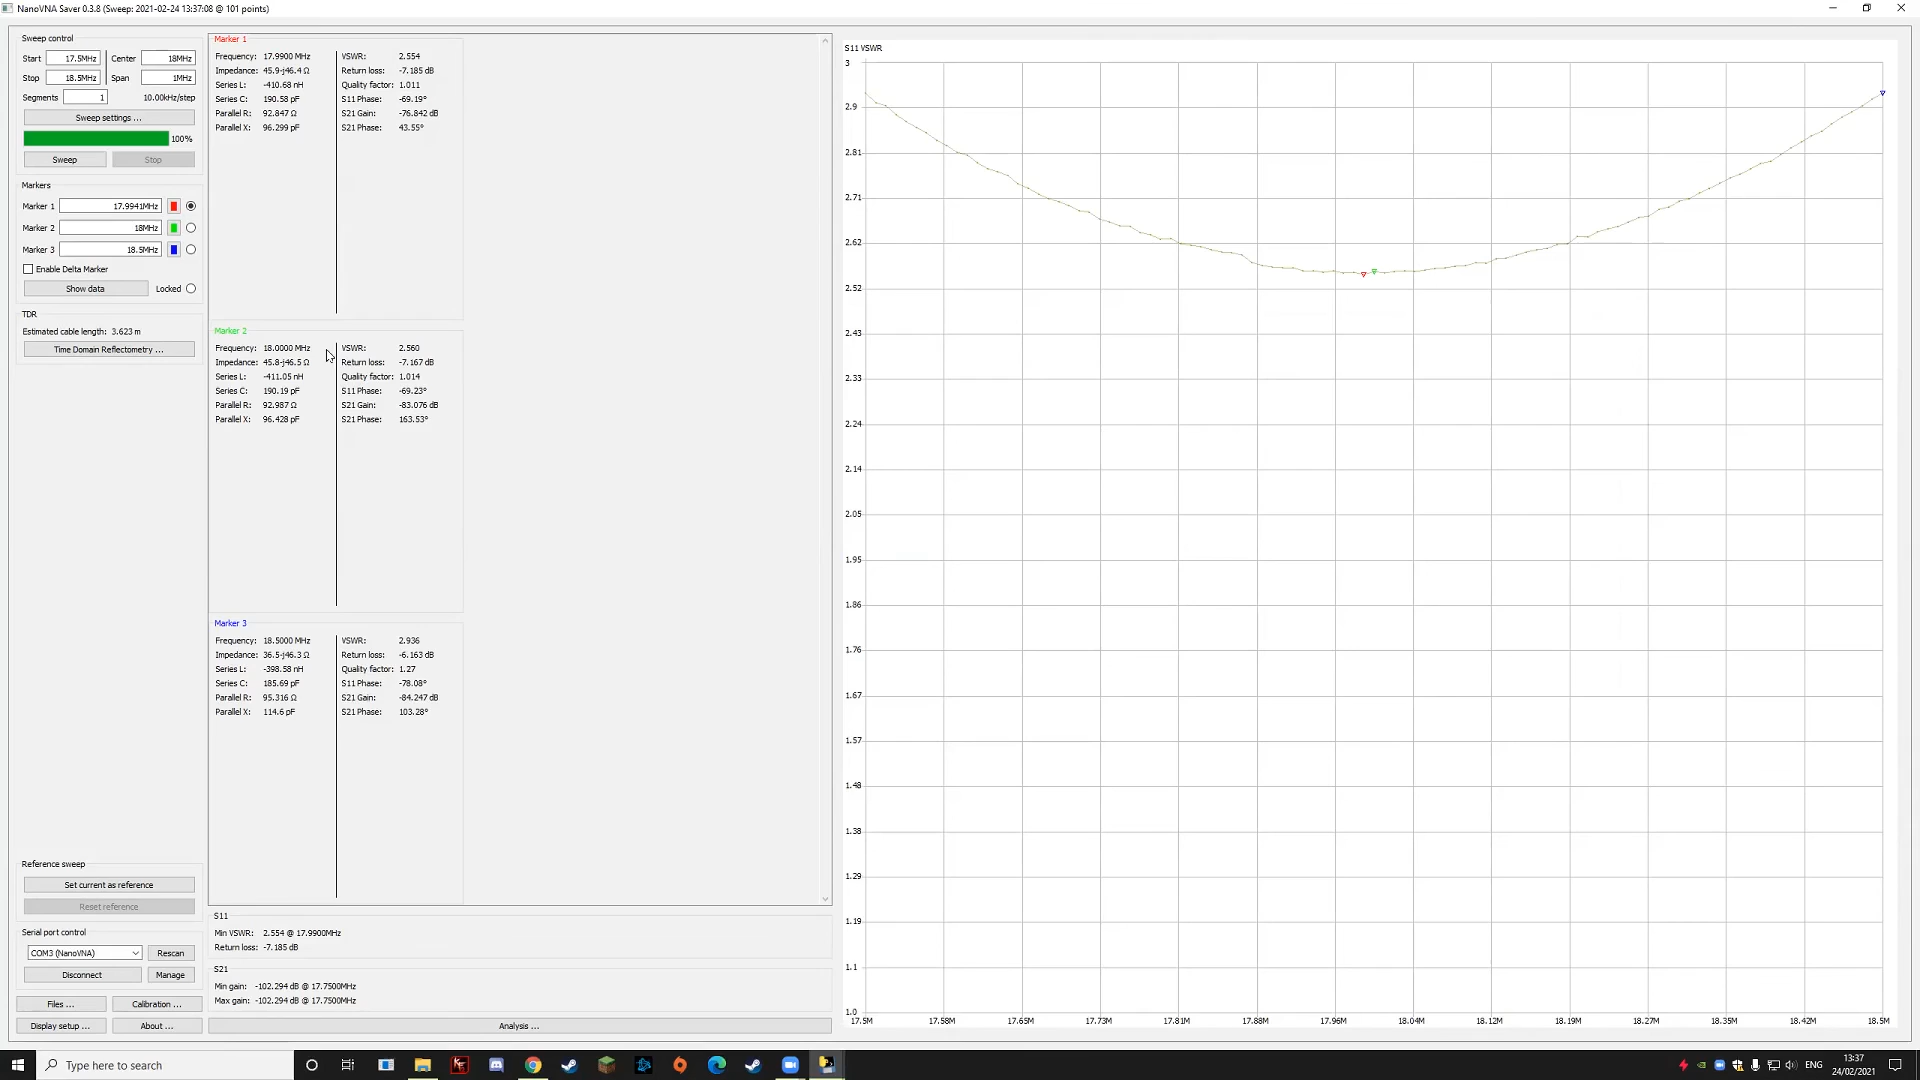 NanoVNA Saver 0.3.8 (Sweep: 2021-02-24 13:37:08 @ 101 points)
Sweep control
Start 17.5MHz Center 18MHz
Stop 18.5MHz Span 1MHz
Segments 1 10.00kHz/step
Sweep settings ...
100%
Sweep Stop
Markers
Marker 1 17.9941MHz
Marker 2 18MHz
Marker 3 18.5MHz
Enable Delta Marker
Show data Locked
TDR
Estimated cable length: 3.623 m
Time Domain Reflectometry ...
Reference sweep
Set current as reference
Reset reference
Serial port control
COM3 (NanoVNA) Rescan
Disconnect Manage
Files ... Calibration ...
Display setup ... About ...
Marker 1
Frequency: 17.9900 MHz VSWR: 2.554
Impedance: 45.9-j46.4 Ω Return loss: -7.185 dB
Series L: -410.68 nH Quality factor: 1.011
Series C: 190.58 pF S11 Phase: -69.19°
Parallel R: 92.847 Ω S21 Gain: -76.842 dB
Parallel X: 96.299 pF S21 Phase: 43.55°
Marker 2
Frequency: 18.0000 MHz VSWR: 2.560
Impedance: 45.8-j46.5 Ω Return loss: -7.167 dB
Series L: -411.05 nH Quality factor: 1.014
Series C: 190.19 pF S11 Phase: -69.23°
Parallel R: 92.987 Ω S21 Gain: -83.076 dB
Parallel X: 96.428 pF S21 Phase: 163.53°
Marker 3
Frequency: 18.5000 MHz VSWR: 2.936
Impedance: 36.5-j46.3 Ω Return loss: -6.163 dB
Series L: -398.58 nH Quality factor: 1.27
Series C: 185.69 pF S11 Phase: -78.08°
Parallel R: 95.316 Ω S21 Gain: -84.247 dB
Parallel X: 114.6 pF S21 Phase: 103.28°
S11
Min VSWR: 2.554 @ 17.9900MHz
Return loss: -7.185 dB
S21
Min gain: -102.294 dB @ 17.7500MHz
Max gain: -102.294 dB @ 17.7500MHz
Analysis ...
S11 VSWR
3
2.9
2.81
2.71
2.62
2.52
2.43
2.33
2.24
2.14
2.05
1.95
1.86
1.76
1.67
1.57
1.48
1.38
1.29
1.19
1.1
1.0
17.5M 17.58M 17.65M 17.73M 17.81M 17.88M 17.96M 18.04M 18.12M 18.19M 18.27M 18.35M 18.42M 18.5M
Type here to search
ENG
13:37
24/02/2021